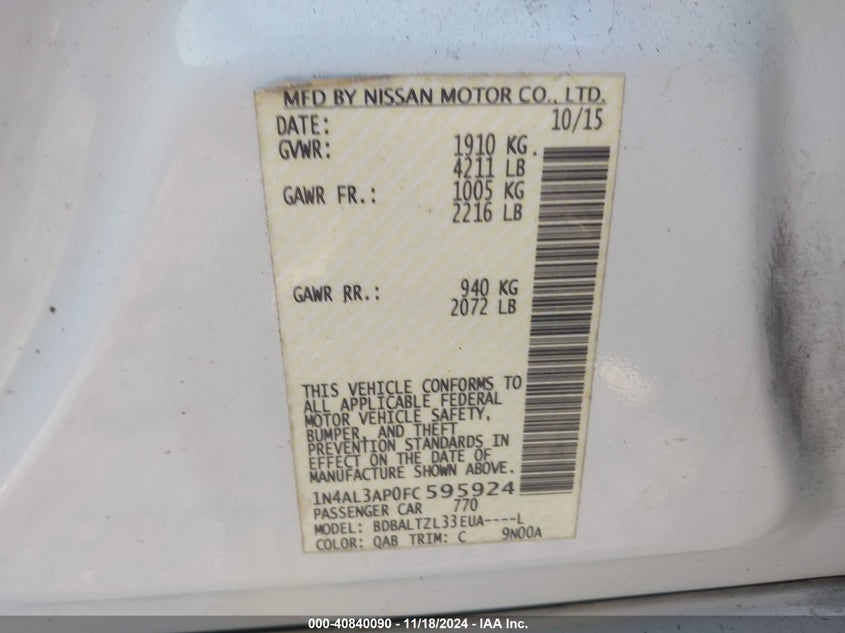 MFD BY NISSAN MOTOR CO., LTD.
DATE: 10/15
GVWR: 1910 KG
4211 LB
GAWR FR.: 1005 KG
2216 LB
GAWR RR.: 940 KG
2072 LB
THIS VEHICLE CONFORMS TO
ALL APPLICABLE FEDERAL
MOTOR VEHICLE SAFETY,
BUMPER, AND THEFT
PREVENTION STANDARDS IN
EFFECT ON THE DATE OF
MANUFACTURE SHOWN ABOVE.
1N4AL3AP0FC595924
PASSENGER CAR 770
MODEL: BDBALTZL33EUA----L
COLOR: QAB TRIM: C 9N00A
000-40840090 - 11/18/2024 - IAA Inc.